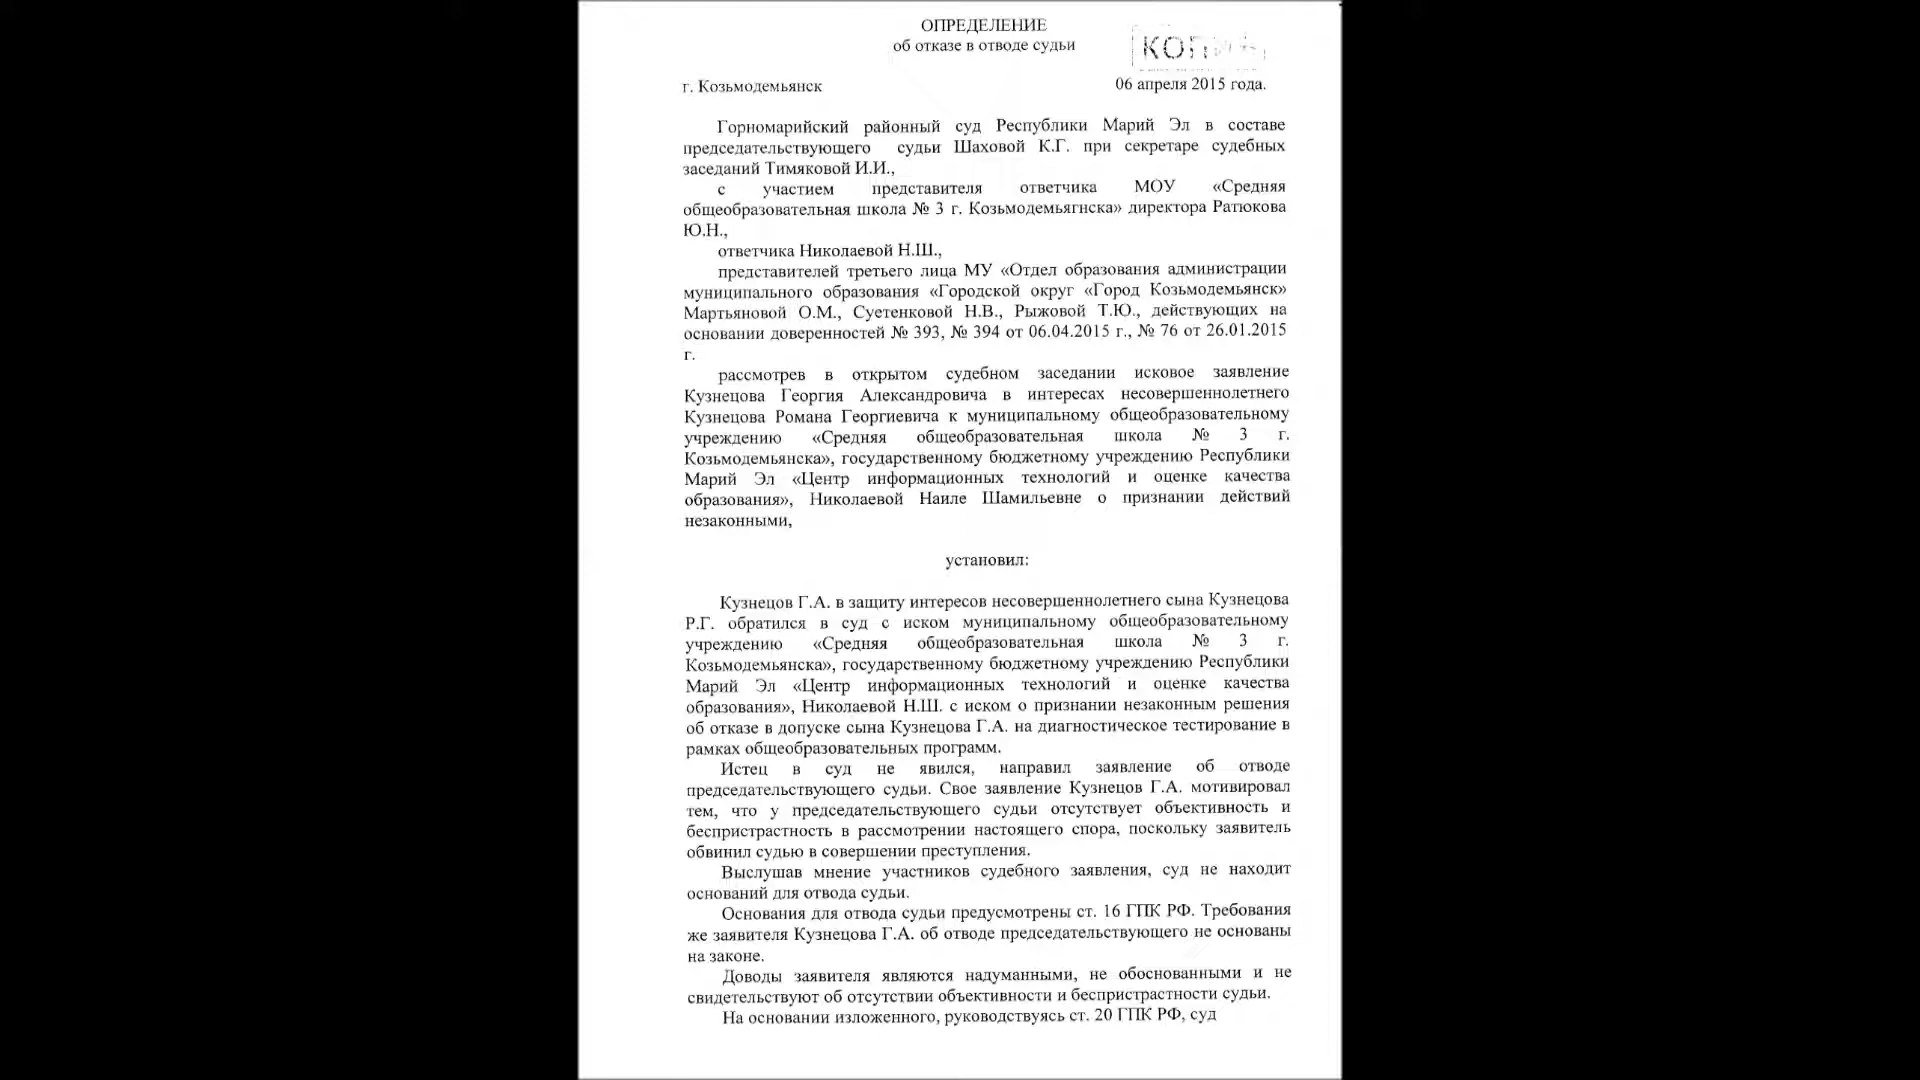 ОПРЕДЕЛЕНИЕ
об отказе в отводе судьи
КОПИЯ
г. Козьмодемьянск 06 апреля 2015 года.
Горномарийский районный суд Республики Марий Эл в составе
председательствующего судьи Шаховой К.Г. при секретаре судебных
заседаний Тимяковой И.И.,
с участием представителя ответчика МОУ «Средняя
общеобразовательная школа № 3 г. Козьмодемьягнска» директора Ратюкова
Ю.Н.,
ответчика Николаевой Н.Ш.,
представителей третьего лица МУ «Отдел образования администрации
муниципального образования «Городской округ «Город Козьмодемьянск»
Мартьяновой О.М., Суетенковой Н.В., Рыжовой Т.Ю., действующих на
основании доверенностей № 393, № 394 от 06.04.2015 г., № 76 от 26.01.2015
г.
рассмотрев в открытом судебном заседании исковое заявление
Кузнецова Георгия Александровича в интересах несовершеннолетнего
Кузнецова Романа Георгиевича к муниципальному общеобразовательному
учреждению «Средняя общеобразовательная школа № 3 г.
Козьмодемьянска», государственному бюджетному учреждению Республики
Марий Эл «Центр информационных технологий и оценке качества
образования», Николаевой Наиле Шамильевне о признании действий
незаконными,
установил:
Кузнецов Г.А. в защиту интересов несовершеннолетнего сына Кузнецова
Р.Г. обратился в суд с иском муниципальному общеобразовательному
учреждению «Средняя общеобразовательная школа № 3 г.
Козьмодемьянска», государственному бюджетному учреждению Республики
Марий Эл «Центр информационных технологий и оценке качества
образования», Николаевой Н.Ш. с иском о признании незаконным решения
об отказе в допуске сына Кузнецова Г.А. на диагностическое тестирование в
рамках общеобразовательных программ.
Истец в суд не явился, направил заявление об отводе
председательствующего судьи. Свое заявление Кузнецов Г.А. мотивировал
тем, что у председательствующего судьи отсутствует объективность и
беспристрастность в рассмотрении настоящего спора, поскольку заявитель
обвинил судью в совершении преступления.
Выслушав мнение участников судебного заявления, суд не находит
оснований для отвода судьи.
Основания для отвода судьи предусмотрены ст. 16 ГПК РФ. Требования
же заявителя Кузнецова Г.А. об отводе председательствующего не основаны
на законе.
Доводы заявителя являются надуманными, не обоснованными и не
свидетельствуют об отсутствии объективности и беспристрастности судьи.
На основании изложенного, руководствуясь ст. 20 ГПК РФ, суд